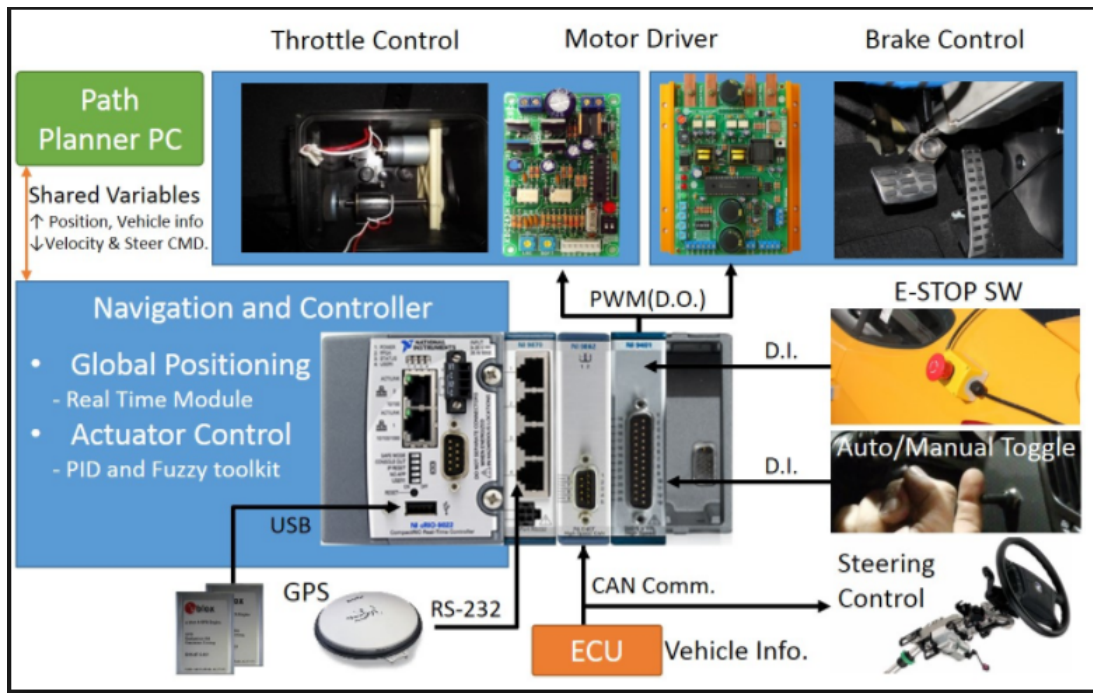 Throttle Control
Motor Driver
Brake Control
Path
Planner PC
Shared Variables
↑ Position, Vehicle info
↓Velocity & Steer CMD.
PWM(D.O.)
E-STOP SW
Navigation and Controller
• Global Positioning
- Real Time Module
• Actuator Control
- PID and Fuzzy toolkit
NATIONAL
INSTRUMENTS
D.I.
Auto/Manual Toggle
D.I.
USB
GPS
RS-232
CAN Comm.
Steering
Control
ECU
Vehicle Info.